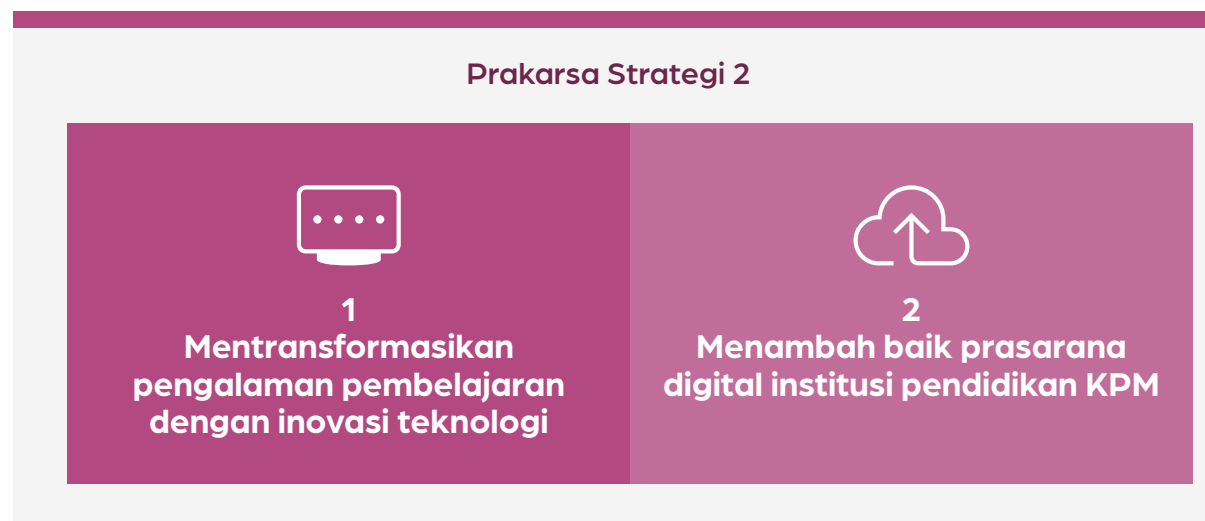 Prakarsa Strategi 2
1
Mentransformasikan
pengalaman pembelajaran
dengan inovasi teknologi
2
Menambah baik prasarana
digital institusi pendidikan KPM